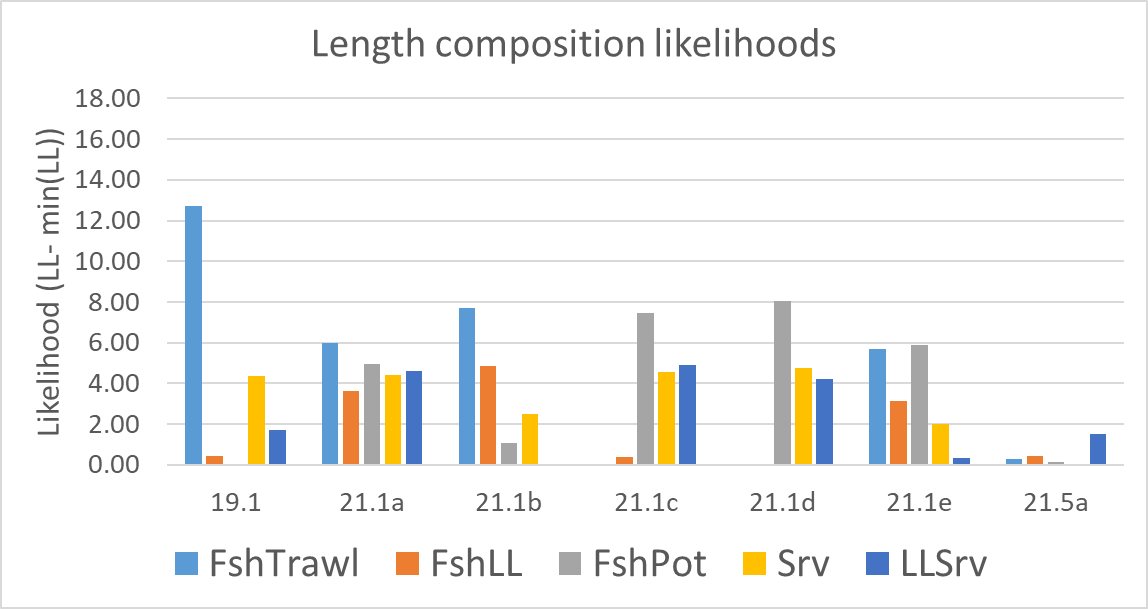 Length composition likelihoods
Likelihood (LL- min(LL))
18.00
16.00
14.00
12.00
10.00
8.00
6.00
4.00
2.00
0.00
19.1 21.1a 21.1b 21.1c 21.1d 21.1e 21.5a
FshTrawl FshLL FshPot Srv LLSrv